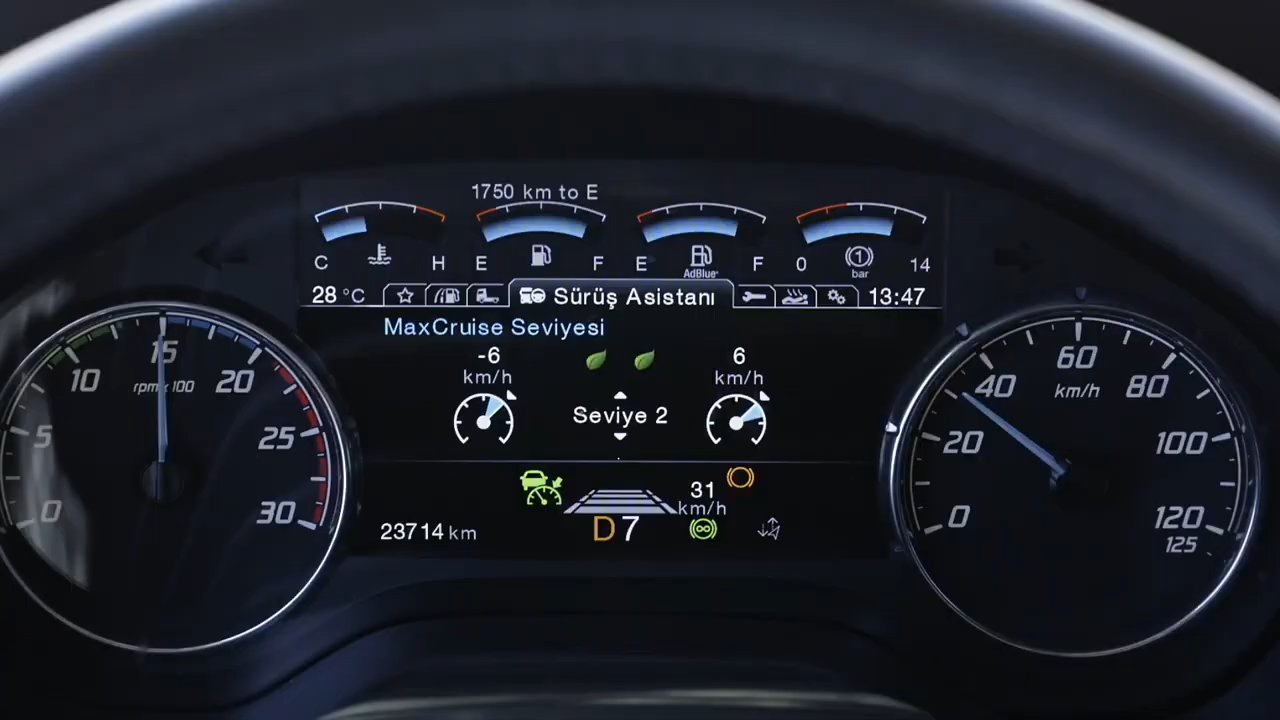 1750 km to E
C H E F E AdBlue F 0 1 bar 14
28 °C Sürüş Asistanı 13:47
MaxCruise Seviyesi
-6 km/h
6 km/h
Seviye 2
31 km/h
23714 km
D 7
0 5 10 15 20 25 30
rpm x 100
0 20 40 60 80 100 120 125
km/h